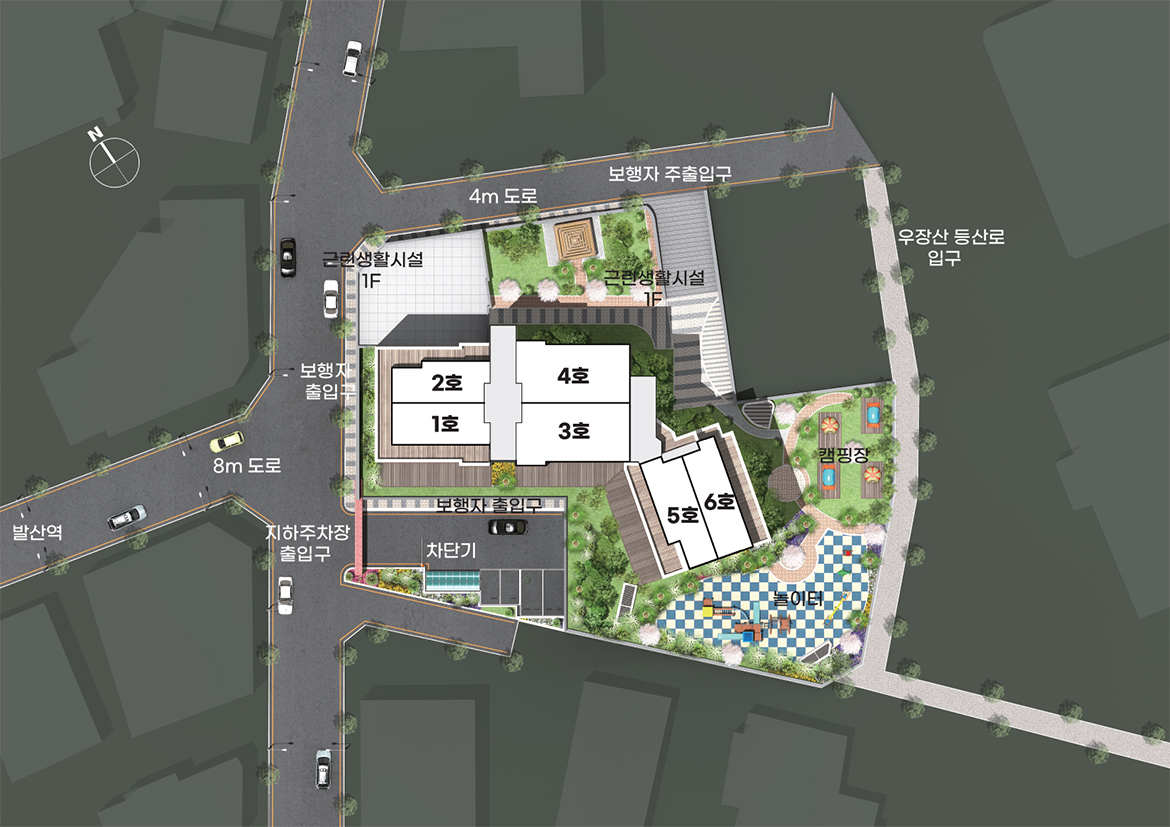 N
보행자 주출입구
4m 도로
우장산 등산로
입구
근린생활시설
1F
근린생활시설
1F
보행자
출입구
2호
4호
1호
3호
캠핑장
8m 도로
5호
6호
보행자 출입구
발산역
지하주차장
출입구
차단기
놀이터